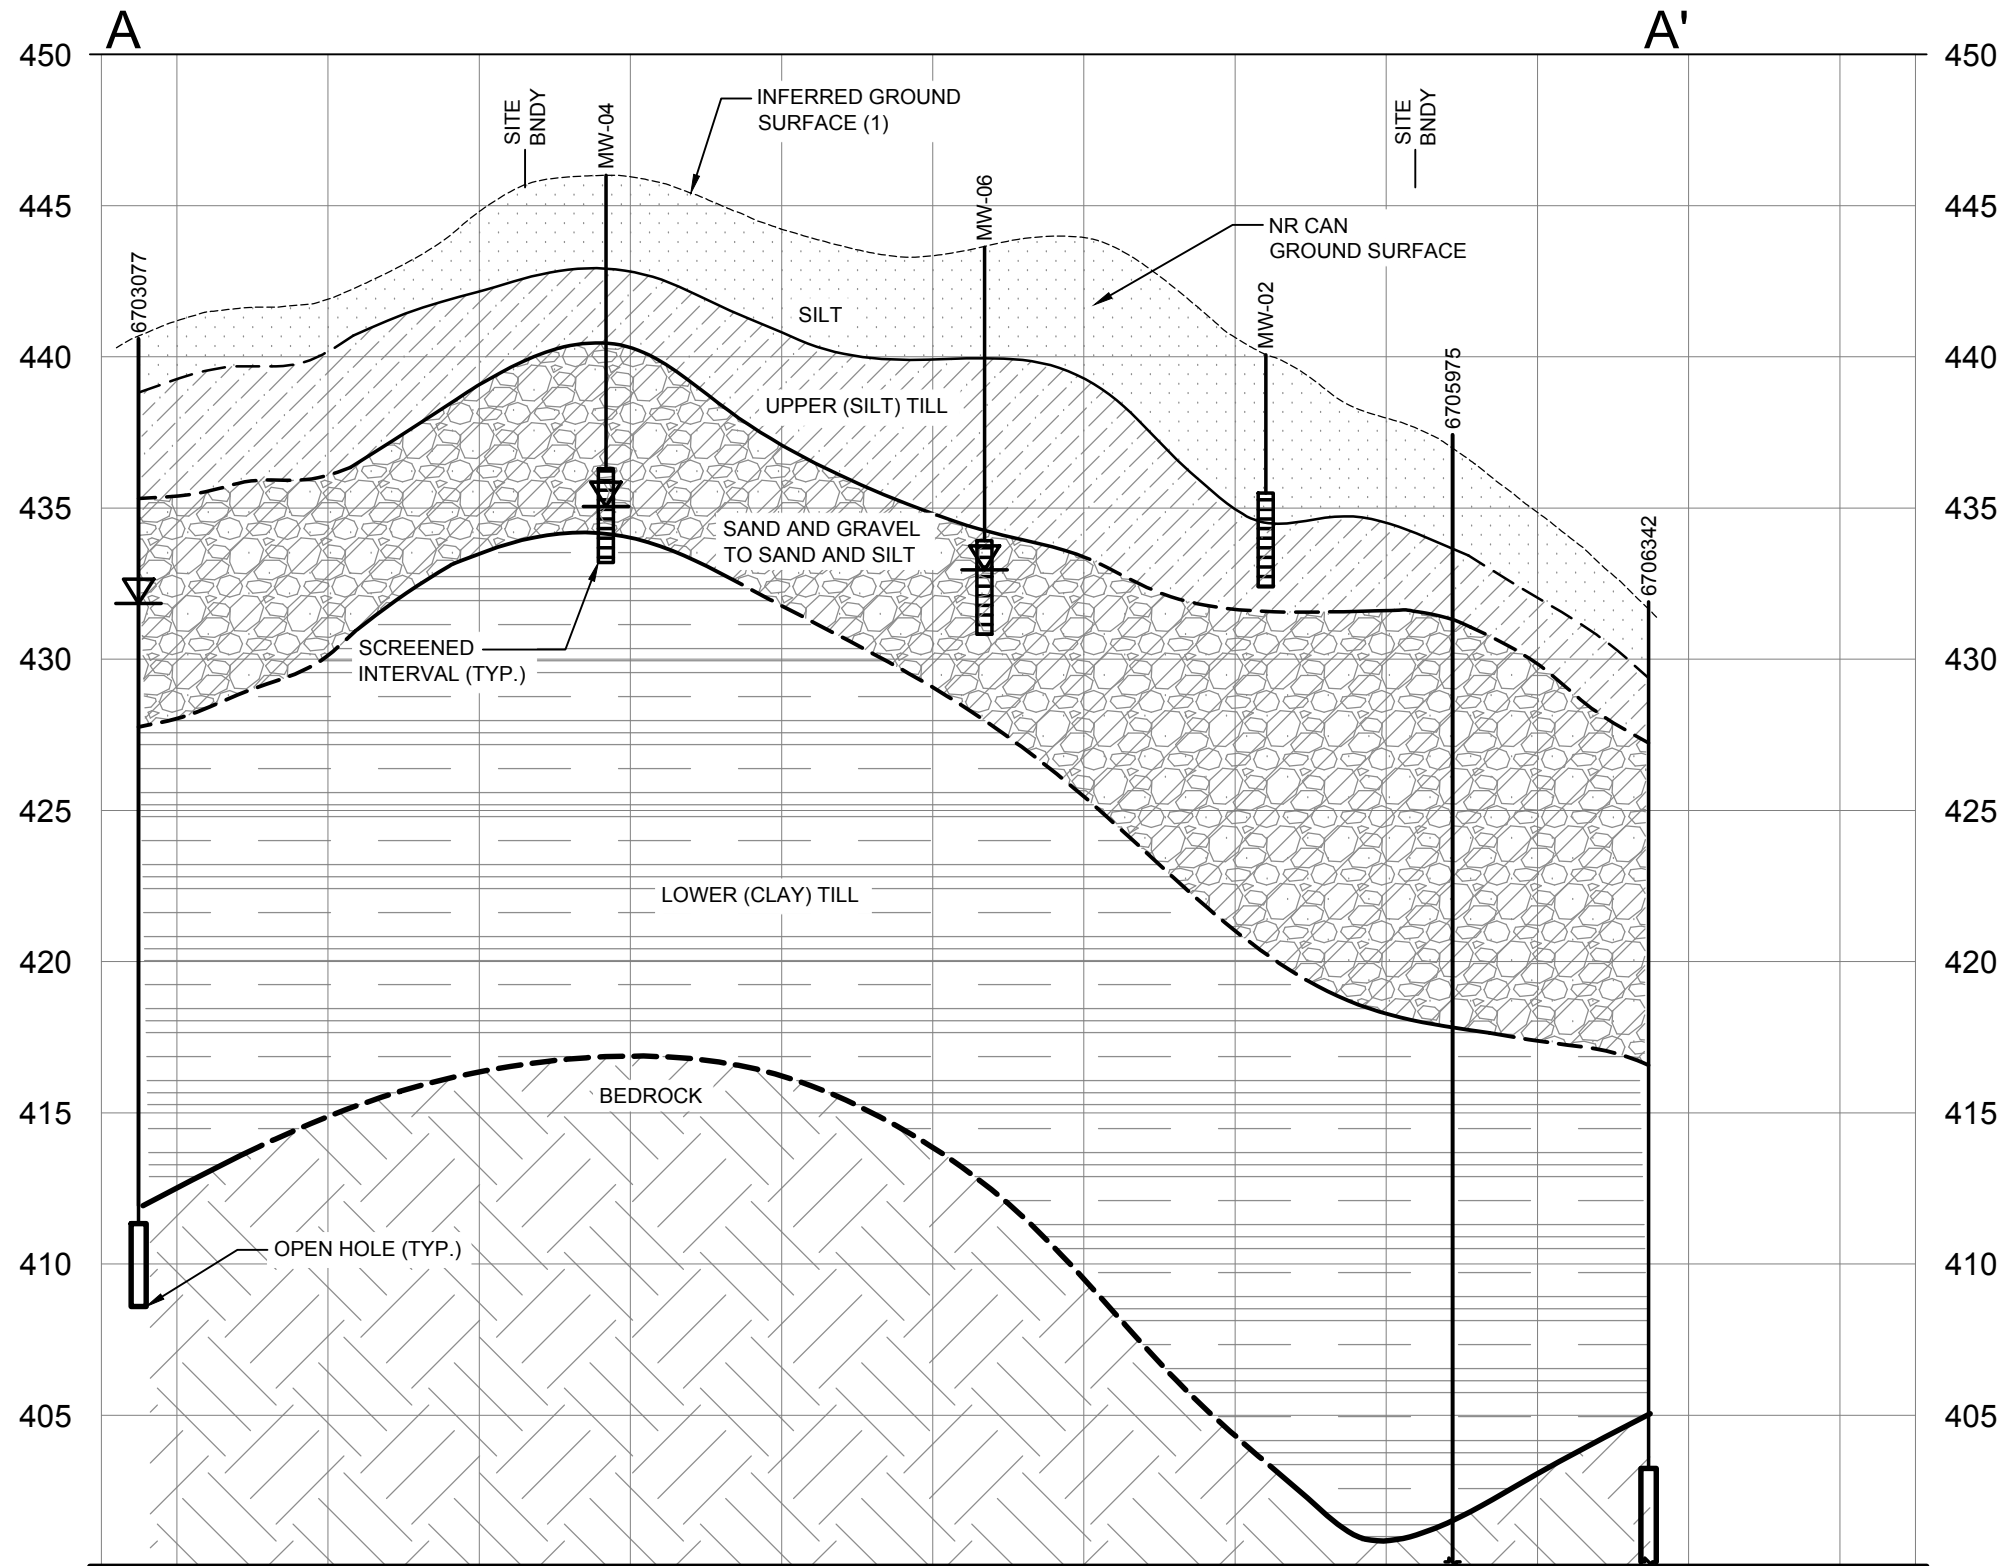 A
A'
450
450
INFERRED GROUND
SURFACE (1)
SITE
BNDY
MW-04
SITE
BNDY
MW-06
445
445
NR CAN
GROUND SURFACE
6703077
MW-02
SILT
440
440
6705975
UPPER (SILT) TILL
435
435
SAND AND GRAVEL
TO SAND AND SILT
6706342
SCREENED
INTERVAL (TYP.)
430
430
425
425
LOWER (CLAY) TILL
420
420
415
415
BEDROCK
OPEN HOLE (TYP.)
410
410
405
405